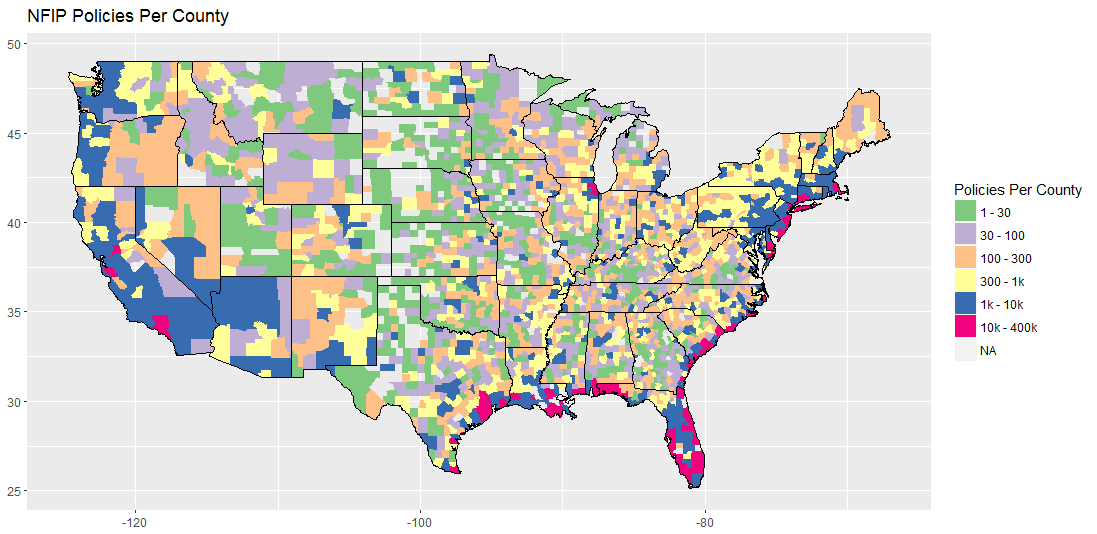 NFIP Policies Per County
50
45
40
35
30
25
-120
-100
-80
Policies Per County
1 - 30
30 - 100
100 - 300
300 - 1k
1k - 10k
10k - 400k
NA